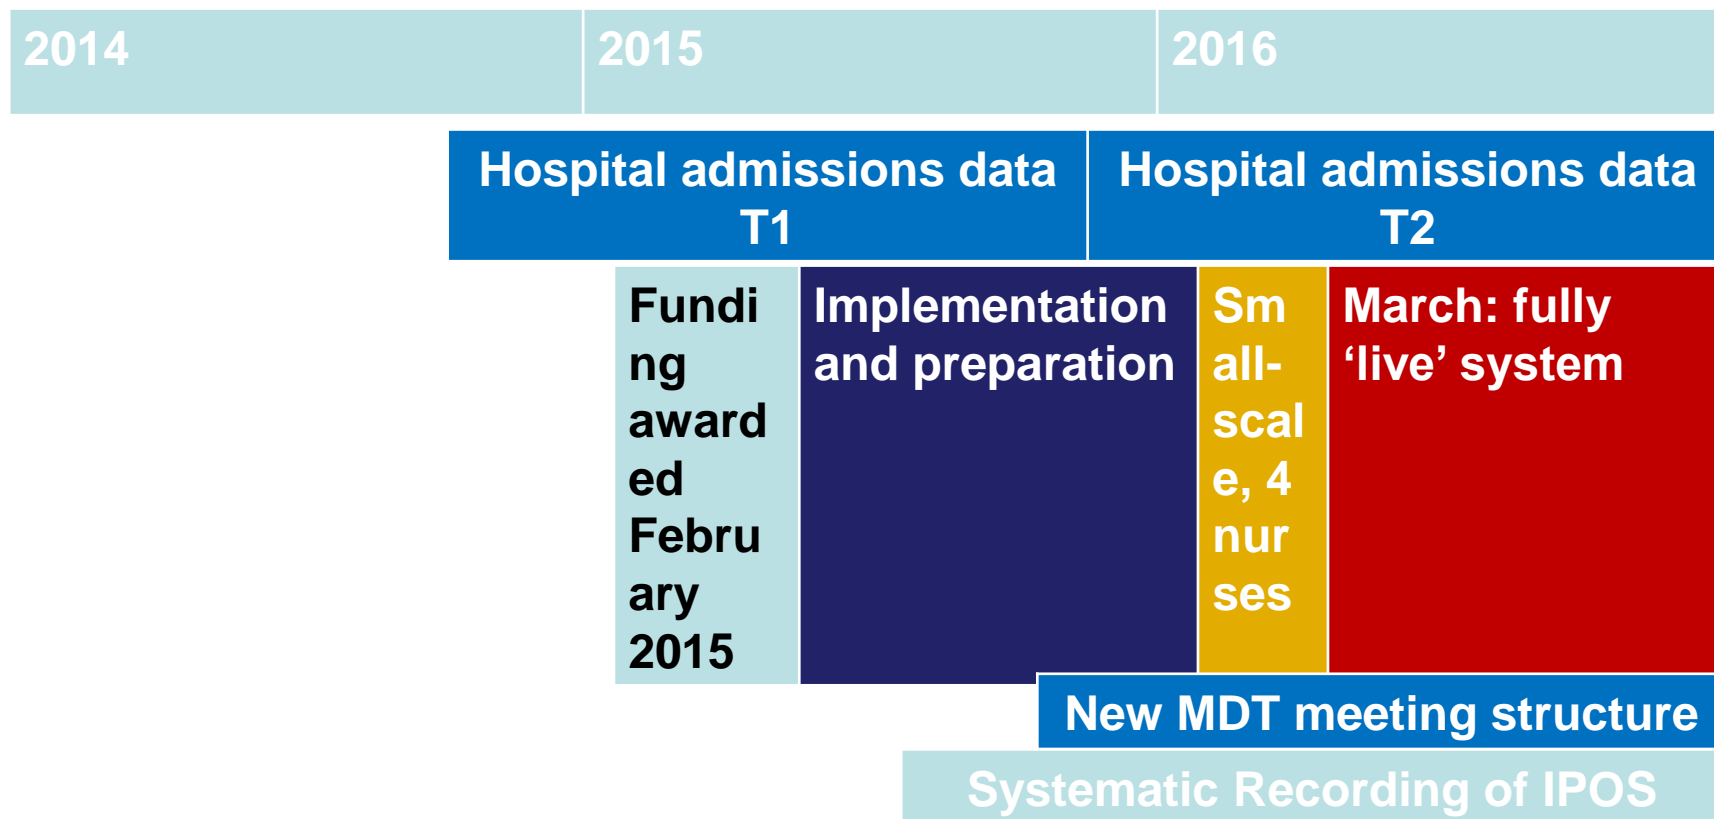 2014
2015
2016
Hospital admissions data
T1
Hospital admissions data
T2
Fundi
ng
award
ed
Febru
ary
2015
Implementation
and preparation
Sm
all-
scal
e, 4
nur
ses
March: fully
‘live’ system
New MDT meeting structure
Systematic Recording of IPOS